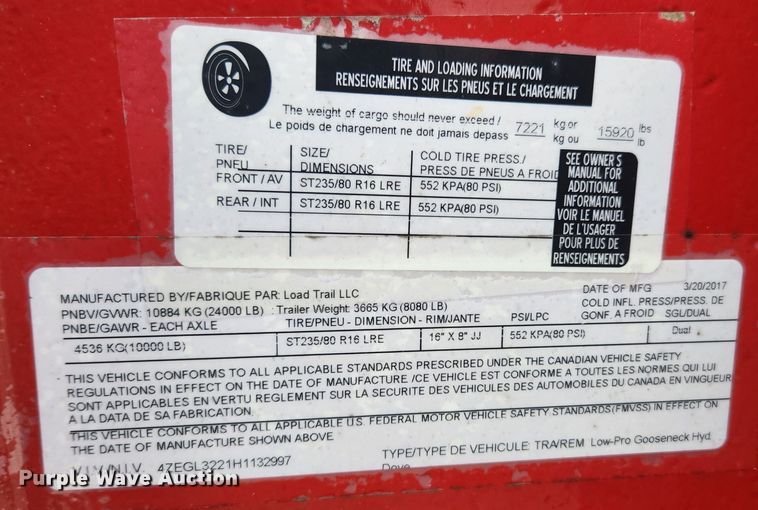 TIRE AND LOADING INFORMATION
RENSEIGNEMENTS SUR LES PNEUS ET LE CHARGEMENT
The weight of cargo should never exceed / 7221 kg or 15920 lbs
Le poids de chargement ne doit jamais depass kg ou lb
TIRE/ SIZE/ COLD TIRE PRESS./
PNEU DIMENSIONS PRESS DE PNEUS A FROID
FRONT / AV ST235/80 R16 LRE 552 KPA(80 PSI)
REAR / INT ST235/80 R16 LRE 552 KPA(80 PSI)
SEE OWNER S
MANUAL FOR
ADDITIONAL
INFORMATION
VOIR LE MANUEL
DE L'USAGER
POUR PLUS DE
RENSEIGNEMENTS
MANUFACTURED BY/FABRIQUE PAR: Load Trail LLC DATE OF MFG 3/20/2017
PNBV/GVWR: 10884 KG (24000 LB) Trailer Weight: 3665 KG (8080 LB) COLD INFL. PRESS/PRESS. DE
PNBE/GAWR - EACH AXLE TIRE/PNEU - DIMENSION - RIM/JANTE PSI/LPC GONF. A FROID SGL/DUAL
4536 KG(10000 LB) ST235/80 R16 LRE 16" X 8" JJ 552 KPA(80 PSI) Dual
THIS VEHICLE CONFORMS TO ALL APPLICABLE STANDARDS PRESCRIBED UNDER THE CANADIAN VEHICLE SAFETY
REGULATIONS IN EFFECT ON THE DATE OF MANUFACTURE /CE VEHICULE EST CONFORME A TOUTES LES NORMES QUI LUI
SONT APPLICABLES EN VERTU REGLEMENT SUR LA SECURITE DES VEHICULES DES AUTOMOBILES DU CANADA EN VINGUEUR
A LA DATA DE SA FABRICATION.
THIS VEHICLE CONFORMS TO ALL APPLICABLE U.S. FEDERAL MOTOR VEHICLE SAFETY STANDARDS(FMVSS) IN EFFECT ON
THE DATE OF MANUFACTURE SHOWN ABOVE
V.I.V./N.I.V. 4ZEGL3221H1132997 TYPE/TYPE DE VEHICULE: TRA/REM Low-Pro Gooseneck Hyd
Dove
Purple Wave Auction